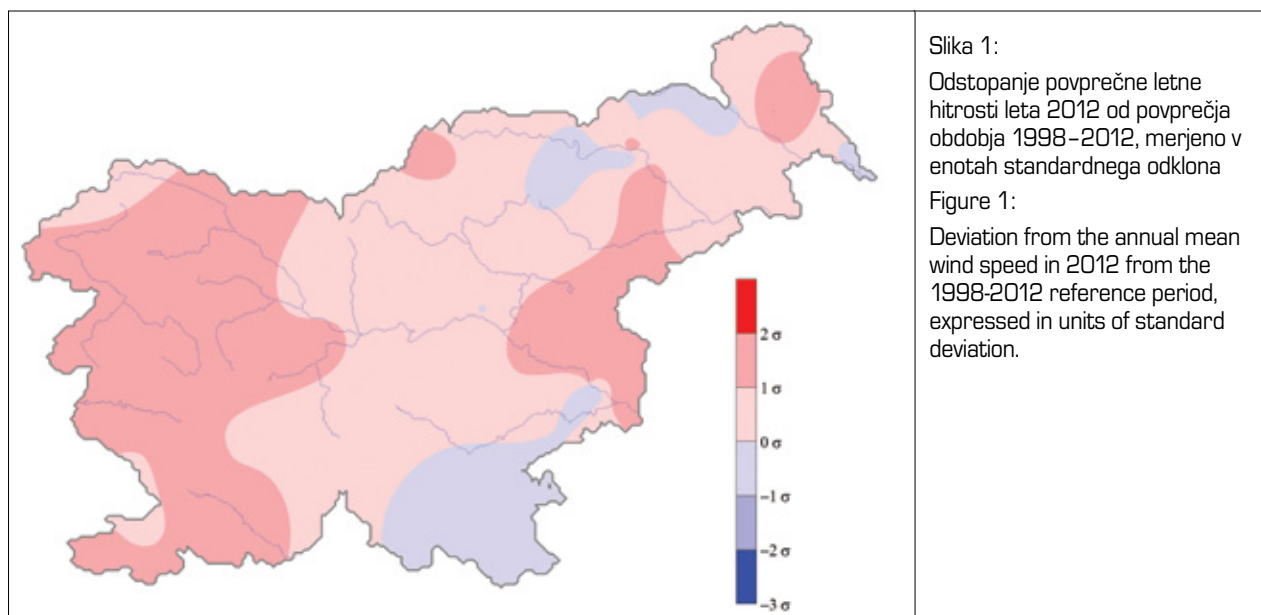 Slika 1:
Odstopanje povprečne letne
hitrosti leta 2012 od povprečja
obdobja 1998–2012, merjeno v
enotah standardnega odklona
Figure 1:
Deviation from the annual mean
wind speed in 2012 from the
1998-2012 reference period,
expressed in units of standard
deviation.
2 σ
1 σ
0 σ
−1 σ
−2 σ
−3 σ